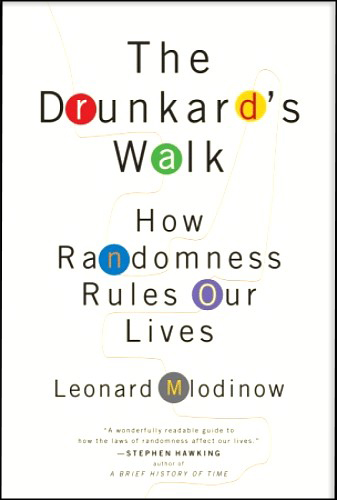 The
Drunkard's
Walk
How
Randomness
Rules Our
Lives
Leonard Mlodinow
"A wonderfully readable guide to
how the laws of randomness affect our lives."
—STEPHEN HAWKING
author of
A BRIEF HISTORY OF TIME